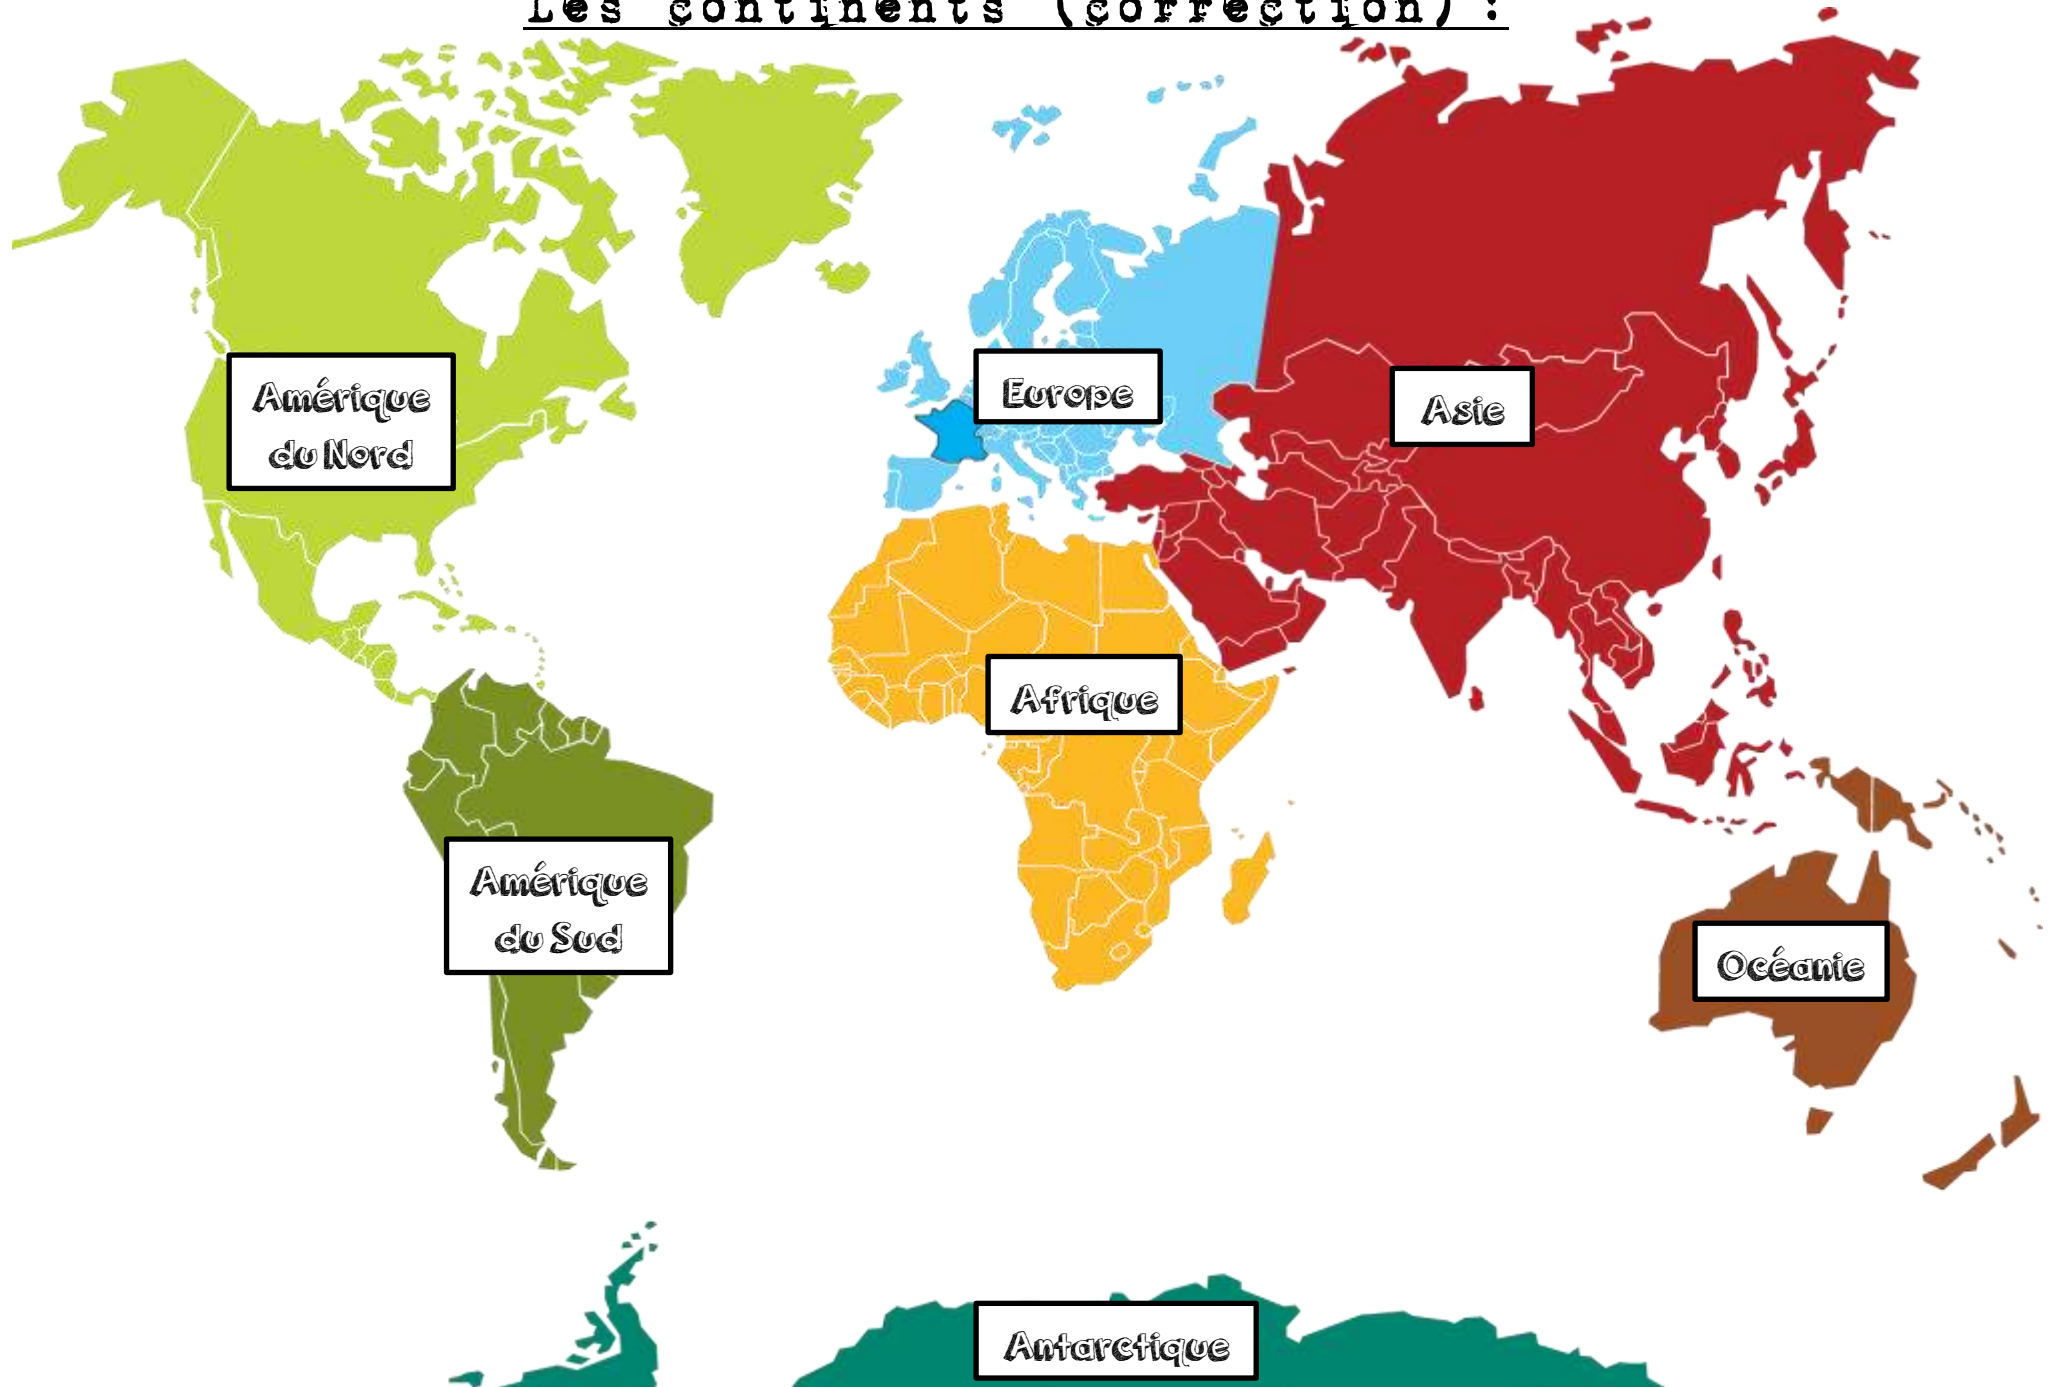 Les continents (correction) :
Amérique
du Nord
Europe
Asie
Afrique
Amérique
du Sud
Océanie
Antarctique